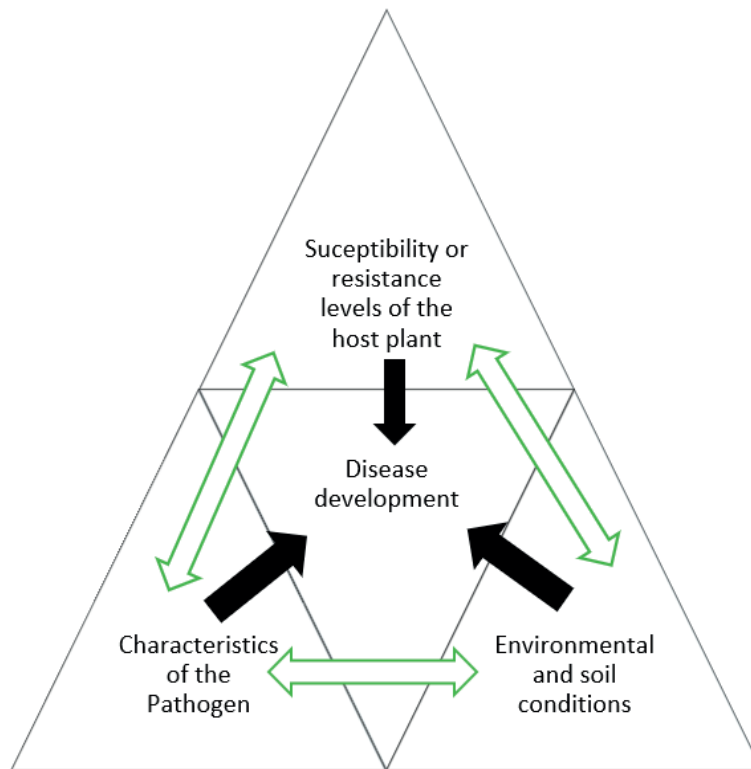 Suceptibility or
resistance
levels of the
host plant
Disease
development
Characteristics
of the
Pathogen
Environmental
and soil
conditions